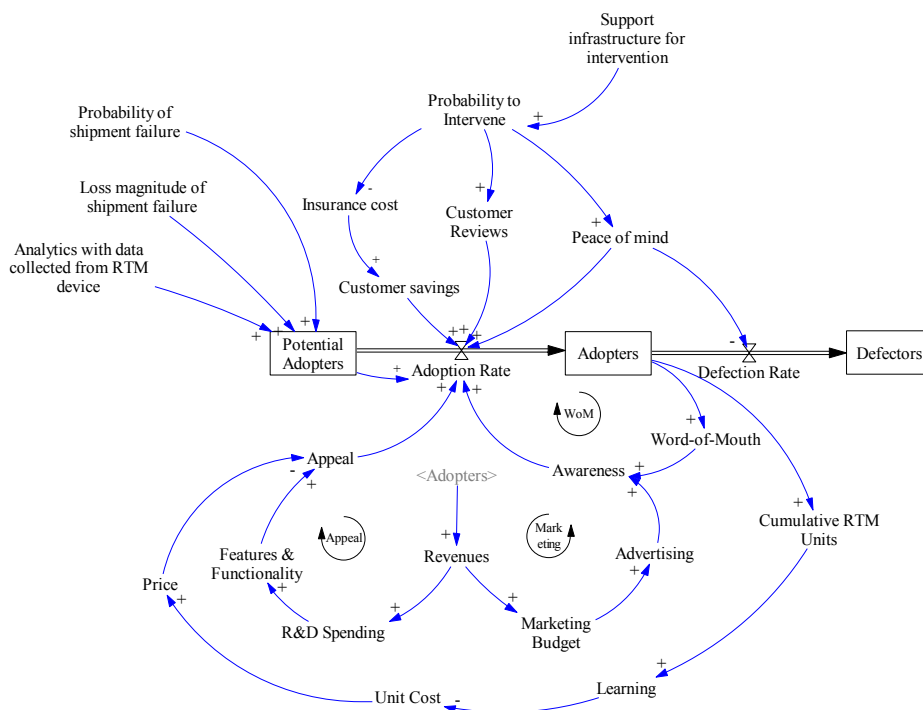 Support
infrastructure for
intervention
Probability to
Intervene
+
Probability of
shipment failure
-
Insurance cost
+
Customer
Reviews
Loss magnitude of
shipment failure
+
Peace of mind
Analytics with data
collected from RTM
device
+
Customer savings
+
+
+
Potential
Adopters
+
+
+
Adopters
-
Defectors
+
Adoption Rate
Defection Rate
+
+
WoM
+
Word-of-Mouth
Appeal
-
+
<Adopters>
Awareness
+
+
+
Cumulative RTM
Units
Appeal
Mark
eting
Features &
Functionality
+
Revenues
Advertising
Price
+
+
+
+
+
R&D Spending
Marketing
Budget
+
Learning
Unit Cost
-